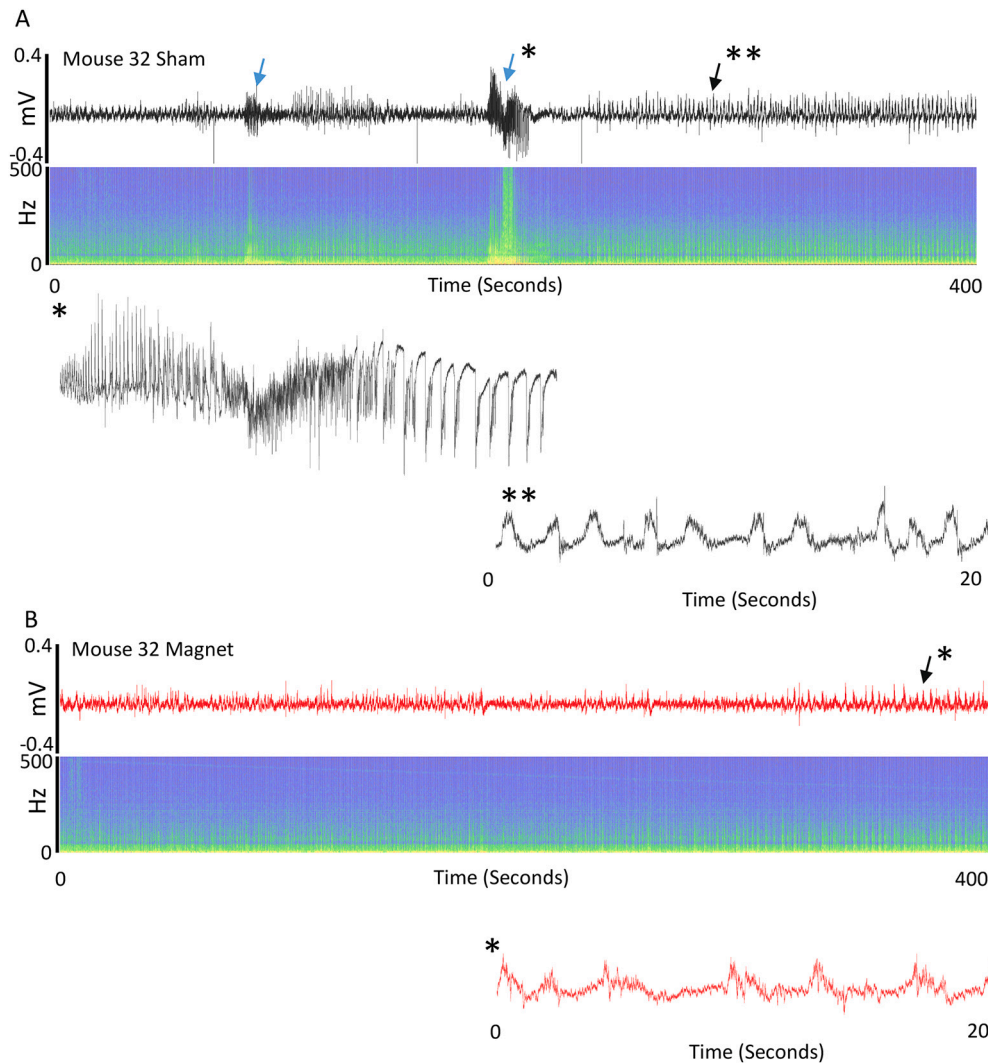 A
0.4
Mouse 32 Sham
*
**
mV
-0.4
500
Hz
0
0
Time (Seconds)
400
*
**
0
20
Time (Seconds)
B
0.4
Mouse 32 Magnet
*
mV
-0.4
500
Hz
0
0
Time (Seconds)
400
*
0
20
Time (Seconds)